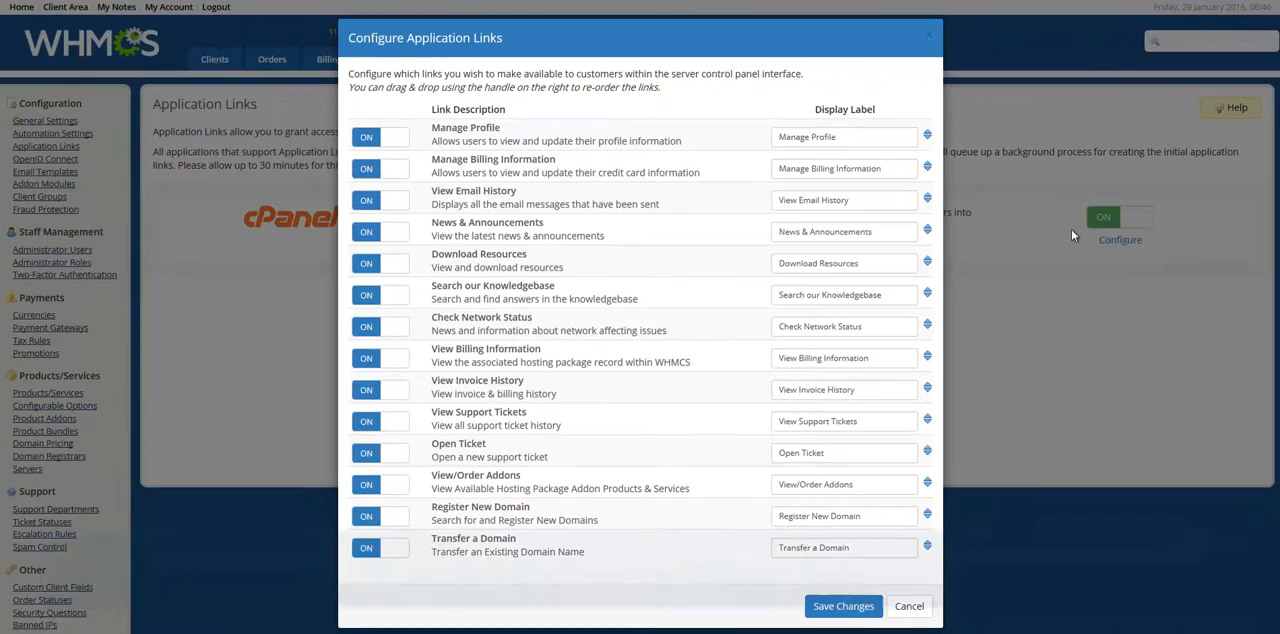 Home Client Area My Notes My Account Logout
Friday, 29 January 2016, 06:46
WHMCS
Clients Orders Billin
Configuration
General Settings
Automation Settings
Application Links
OpenID Connect
Email Templates
Addon Modules
Client Groups
Fraud Protection
Staff Management
Administrator Users
Administrator Roles
Two-Factor Authentication
Payments
Currencies
Payment Gateways
Tax Rules
Promotions
Products/Services
Products/Services
Configurable Options
Product Addons
Product Bundles
Domain Pricing
Domain Registrars
Servers
Support
Support Departments
Ticket Statuses
Escalation Rules
Spam Control
Other
Custom Client Fields
Order Statuses
Security Questions
Banned IPs
Application Links
Help
Application Links allow you to grant acces
All applications that support Application Li
ll queue up a background process for creating the initial application
links. Please allow up to 30 minutes for thi
cPanel
rs into
ON
Configure
Configure Application Links
×
Configure which links you wish to make available to customers within the server control panel interface.
You can drag & drop using the handle on the right to re-order the links.
Link Description Display Label
ON Manage Profile Manage Profile
Allows users to view and update their profile information
ON Manage Billing Information Manage Billing Information
Allows users to view and update their credit card information
ON View Email History View Email History
Displays all the email messages that have been sent
ON News & Announcements News & Announcements
View the latest news & announcements
ON Download Resources Download Resources
View and download resources
ON Search our Knowledgebase Search our Knowledgebase
Search and find answers in the knowledgebase
ON Check Network Status Check Network Status
News and information about network affecting issues
ON View Billing Information View Billing Information
View the associated hosting package record within WHMCS
ON View Invoice History View Invoice History
View invoice & billing history
ON View Support Tickets View Support Tickets
View all support ticket history
ON Open Ticket Open Ticket
Open a new support ticket
ON View/Order Addons View/Order Addons
View Available Hosting Package Addon Products & Services
ON Register New Domain Register New Domain
Search for and Register New Domains
ON Transfer a Domain Transfer a Domain
Transfer an Existing Domain Name
Save Changes Cancel